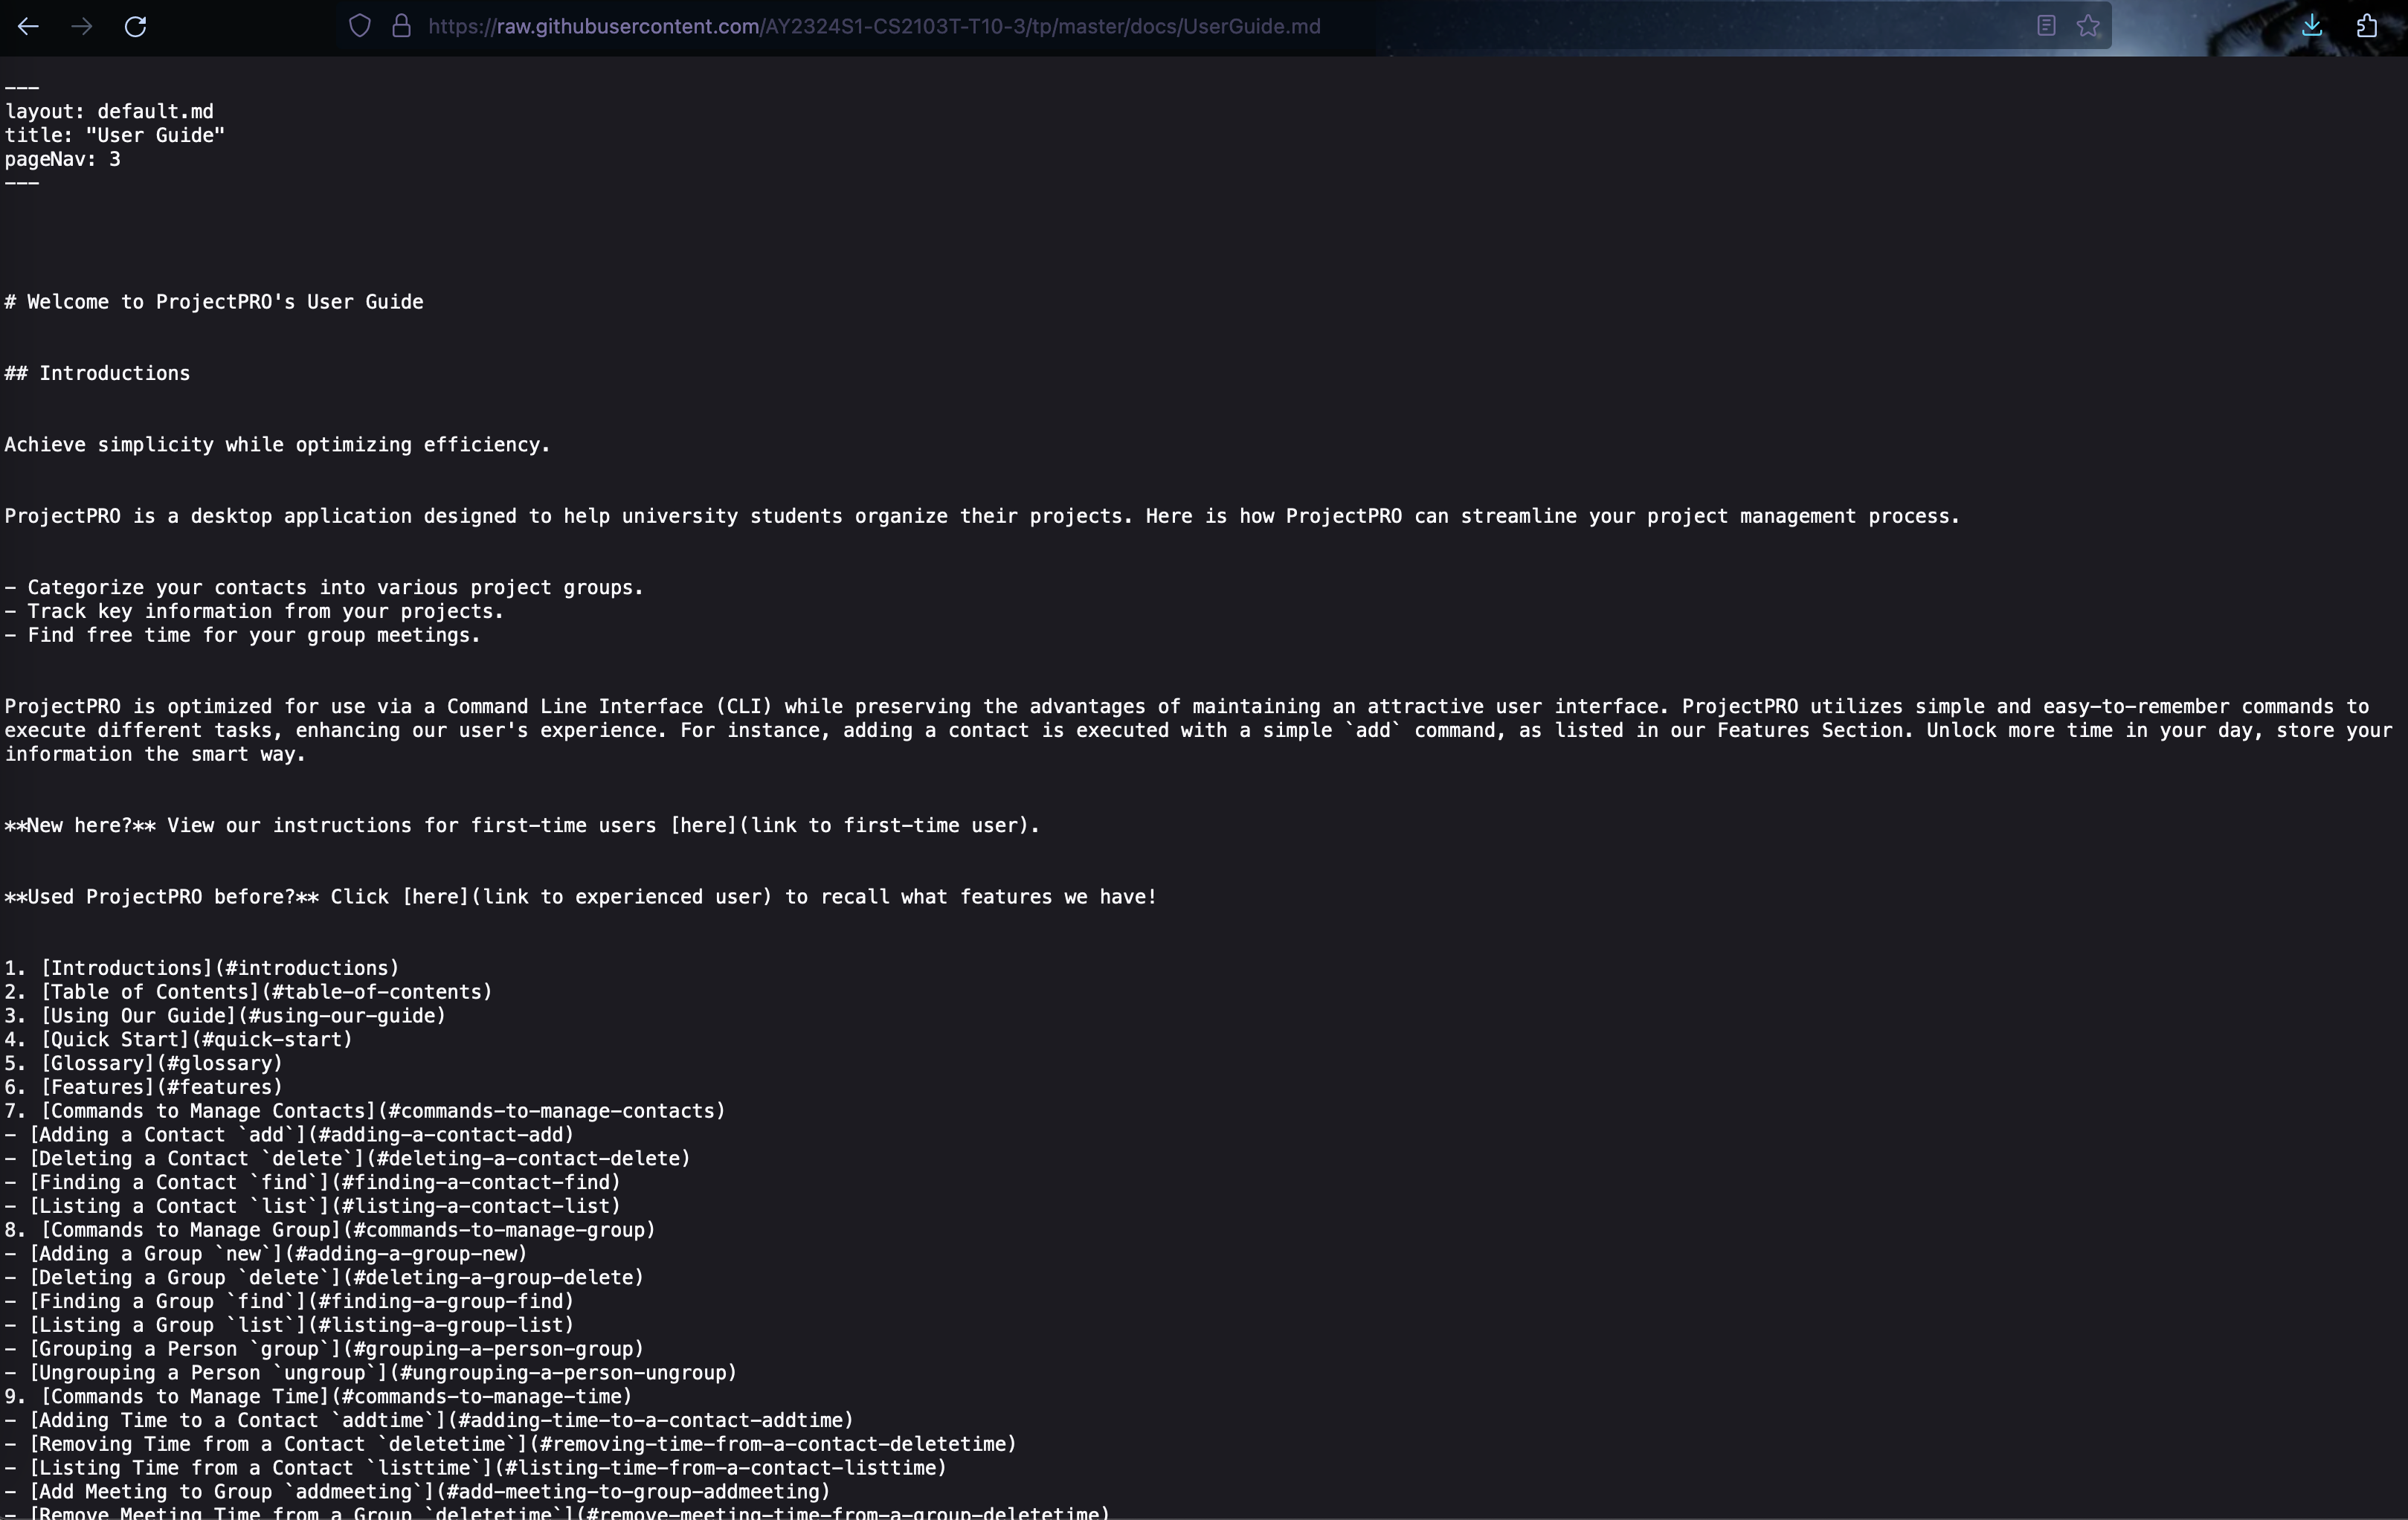 https://raw.githubusercontent.com/AY2324S1-CS2103T-T10-3/tp/master/docs/UserGuide.md
---
layout: default.md
title: "User Guide"
pageNav: 3
---
# Welcome to ProjectPRO's User Guide
## Introductions
Achieve simplicity while optimizing efficiency.
ProjectPRO is a desktop application designed to help university students organize their projects. Here is how ProjectPRO can streamline your project management process.
- Categorize your contacts into various project groups.
- Track key information from your projects.
- Find free time for your group meetings.
ProjectPRO is optimized for use via a Command Line Interface (CLI) while preserving the advantages of maintaining an attractive user interface. ProjectPRO utilizes simple and easy-to-remember commands to
execute different tasks, enhancing our user's experience. For instance, adding a contact is executed with a simple `add` command, as listed in our Features Section. Unlock more time in your day, store your
information the smart way.
**New here?** View our instructions for first-time users [here](link to first-time user).
**Used ProjectPRO before?** Click [here](link to experienced user) to recall what features we have!
1. [Introductions](#introductions)
2. [Table of Contents](#table-of-contents)
3. [Using Our Guide](#using-our-guide)
4. [Quick Start](#quick-start)
5. [Glossary](#glossary)
6. [Features](#features)
7. [Commands to Manage Contacts](#commands-to-manage-contacts)
- [Adding a Contact `add`](#adding-a-contact-add)
- [Deleting a Contact `delete`](#deleting-a-contact-delete)
- [Finding a Contact `find`](#finding-a-contact-find)
- [Listing a Contact `list`](#listing-a-contact-list)
8. [Commands to Manage Group](#commands-to-manage-group)
- [Adding a Group `new`](#adding-a-group-new)
- [Deleting a Group `delete`](#deleting-a-group-delete)
- [Finding a Group `find`](#finding-a-group-find)
- [Listing a Group `list`](#listing-a-group-list)
- [Grouping a Person `group`](#grouping-a-person-group)
- [Ungrouping a Person `ungroup`](#ungrouping-a-person-ungroup)
9. [Commands to Manage Time](#commands-to-manage-time)
- [Adding Time to a Contact `addtime`](#adding-time-to-a-contact-addtime)
- [Removing Time from a Contact `deletetime`](#removing-time-from-a-contact-deletetime)
- [Listing Time from a Contact `listtime`](#listing-time-from-a-contact-listtime)
- [Add Meeting to Group `addmeeting`](#add-meeting-to-group-addmeeting)
- [Remove Meeting Time from a Group `deletetime`](#remove-meeting-time-from-a-group-deletetime)